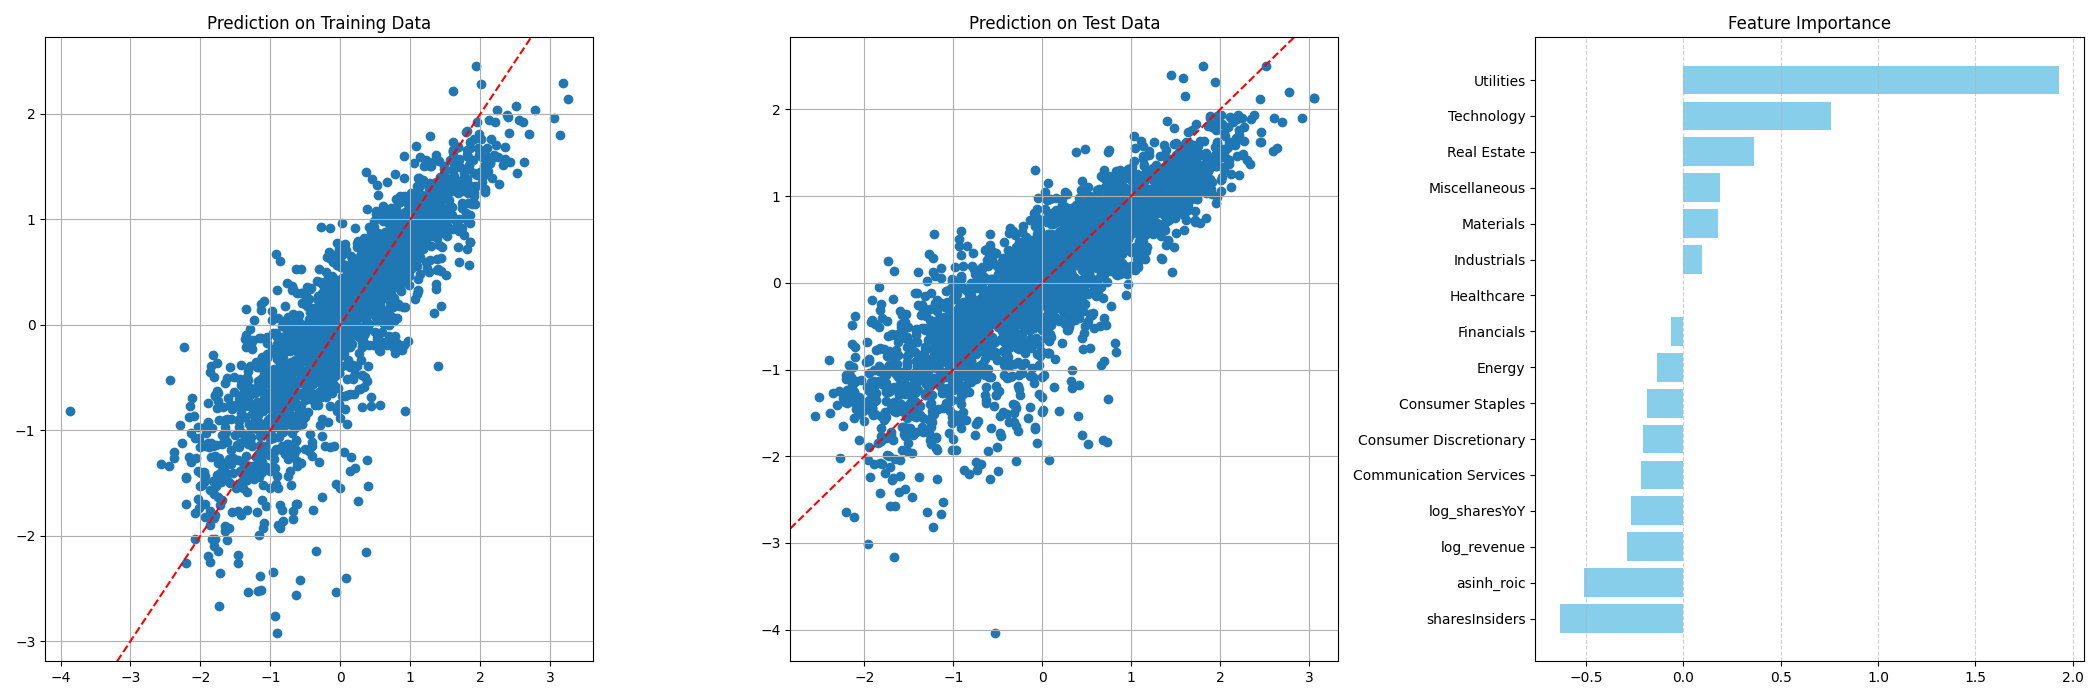 Prediction on Training Data
2
1
0
−1
−2
−3
−4 −3 −2 −1 0 1 2 3
Prediction on Test Data
2
1
0
−1
−2
−3
−4
−2 −1 0 1 2 3
Feature Importance
Utilities
Technology
Real Estate
Miscellaneous
Materials
Industrials
Healthcare
Financials
Energy
Consumer Staples
Consumer Discretionary
Communication Services
log_sharesYoY
log_revenue
asinh_roic
sharesInsiders
−0.5 0.0 0.5 1.0 1.5 2.0